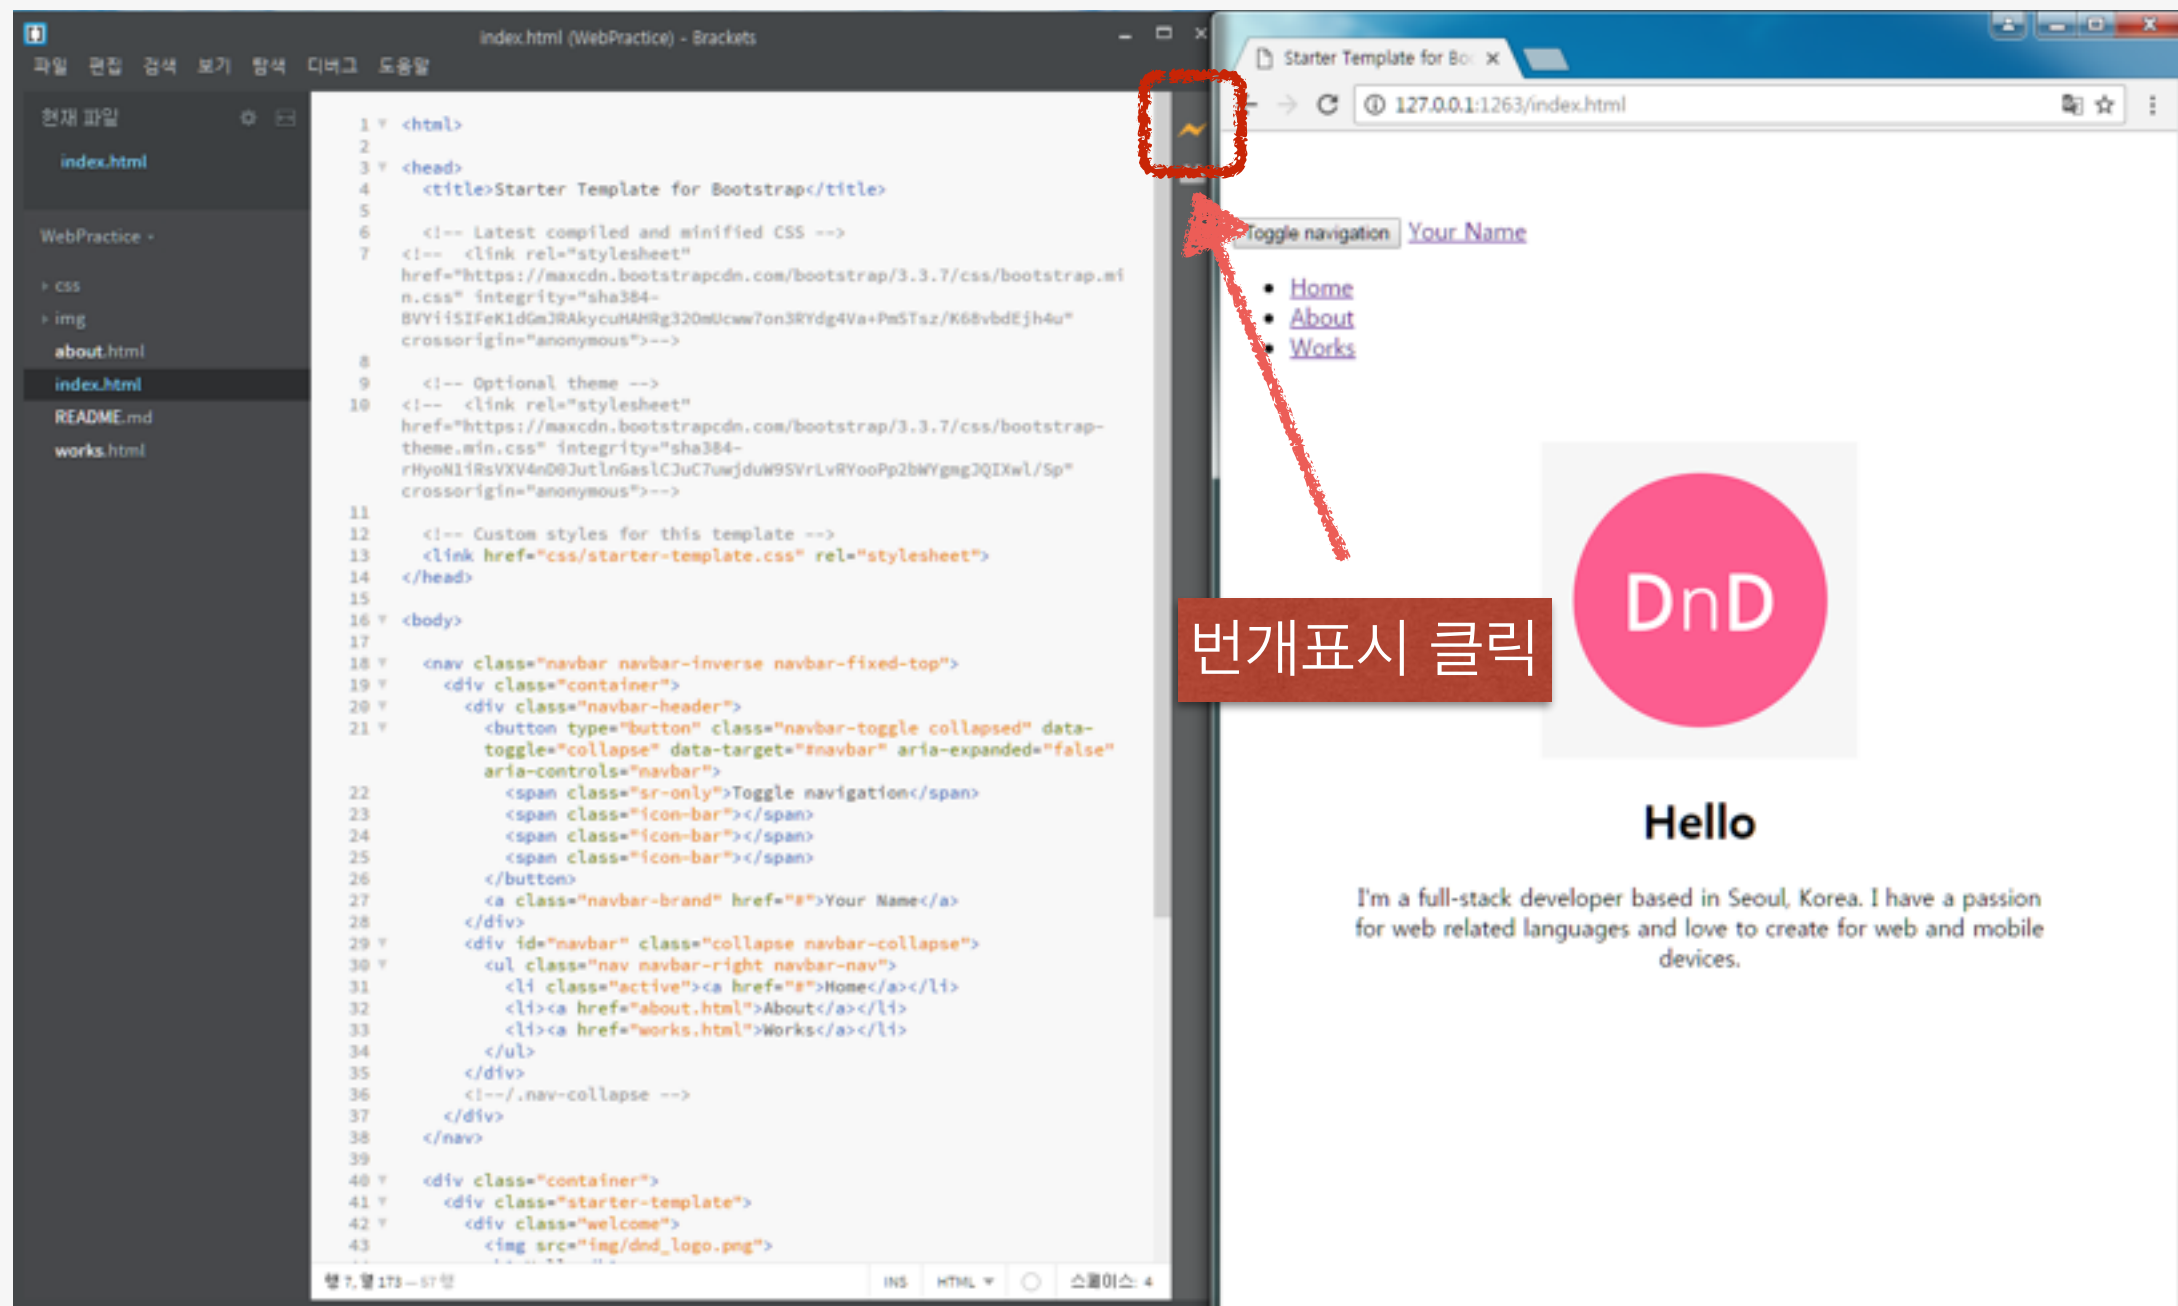 index.html (WebPractice) - Brackets
파일 편집 검색 보기 탐색 디버그 도움말
현재 파일
index.html
WebPractice
css
img
about.html
index.html
README.md
works.html
1 <html>
2
3 <head>
4 <title>Starter Template for Bootstrap</title>
5
6 <!-- Latest compiled and minified CSS -->
7 <!-- <link rel="stylesheet"
href="https://maxcdn.bootstrapcdn.com/bootstrap/3.3.7/css/bootstrap.mi
n.css" integrity="sha384-
BVYiiSIFeK1dGmJRAkycuHAHRg32OmUcww7on3RYdg4Va+PmSTsz/K68vbdEjh4u"
crossorigin="anonymous">-->
8
9 <!-- Optional theme -->
10 <!-- <link rel="stylesheet"
href="https://maxcdn.bootstrapcdn.com/bootstrap/3.3.7/css/bootstrap-
theme.min.css" integrity="sha384-
rHyoN1iRsVXV4nD0JutlnGaslCJuC7uwjduW9SVrLvRYooPp2bWYgmgJQIXwl/Sp"
crossorigin="anonymous">-->
11
12 <!-- Custom styles for this template -->
13 <link href="css/starter-template.css" rel="stylesheet">
14 </head>
15
16 <body>
17
18 <nav class="navbar navbar-inverse navbar-fixed-top">
19 <div class="container">
20 <div class="navbar-header">
21 <button type="button" class="navbar-toggle collapsed" data-
toggle="collapse" data-target="#navbar" aria-expanded="false"
aria-controls="navbar">
22 <span class="sr-only">Toggle navigation</span>
23 <span class="icon-bar"></span>
24 <span class="icon-bar"></span>
25 <span class="icon-bar"></span>
26 </button>
27 <a class="navbar-brand" href="#">Your Name</a>
28 </div>
29 <div id="navbar" class="collapse navbar-collapse">
30 <ul class="nav navbar-right navbar-nav">
31 <li class="active"><a href="#">Home</a></li>
32 <li><a href="about.html">About</a></li>
33 <li><a href="works.html">Works</a></li>
34 </ul>
35 </div>
36 <!--/.nav-collapse -->
37 </div>
38 </nav>
39
40 <div class="container">
41 <div class="starter-template">
42 <div class="welcome">
43 <img src="img/dnd_logo.png">
행 7, 열 173 — 57 행
INS HTML 스페이스: 4
Starter Template for Bo
127.0.0.1:1263/index.html
Toggle navigation Your Name
Home
About
Works
번개표시 클릭
DnD
Hello
I'm a full-stack developer based in Seoul, Korea. I have a passion
for web related languages and love to create for web and mobile
devices.